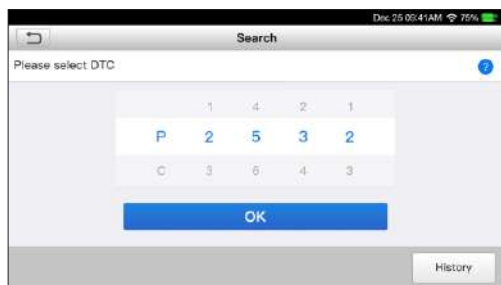 Dec 25 09:41AM 75%
Search
Please select DTC
?
1 4 2 1
P 2 5 3 2
C 3 6 4 3
OK
History